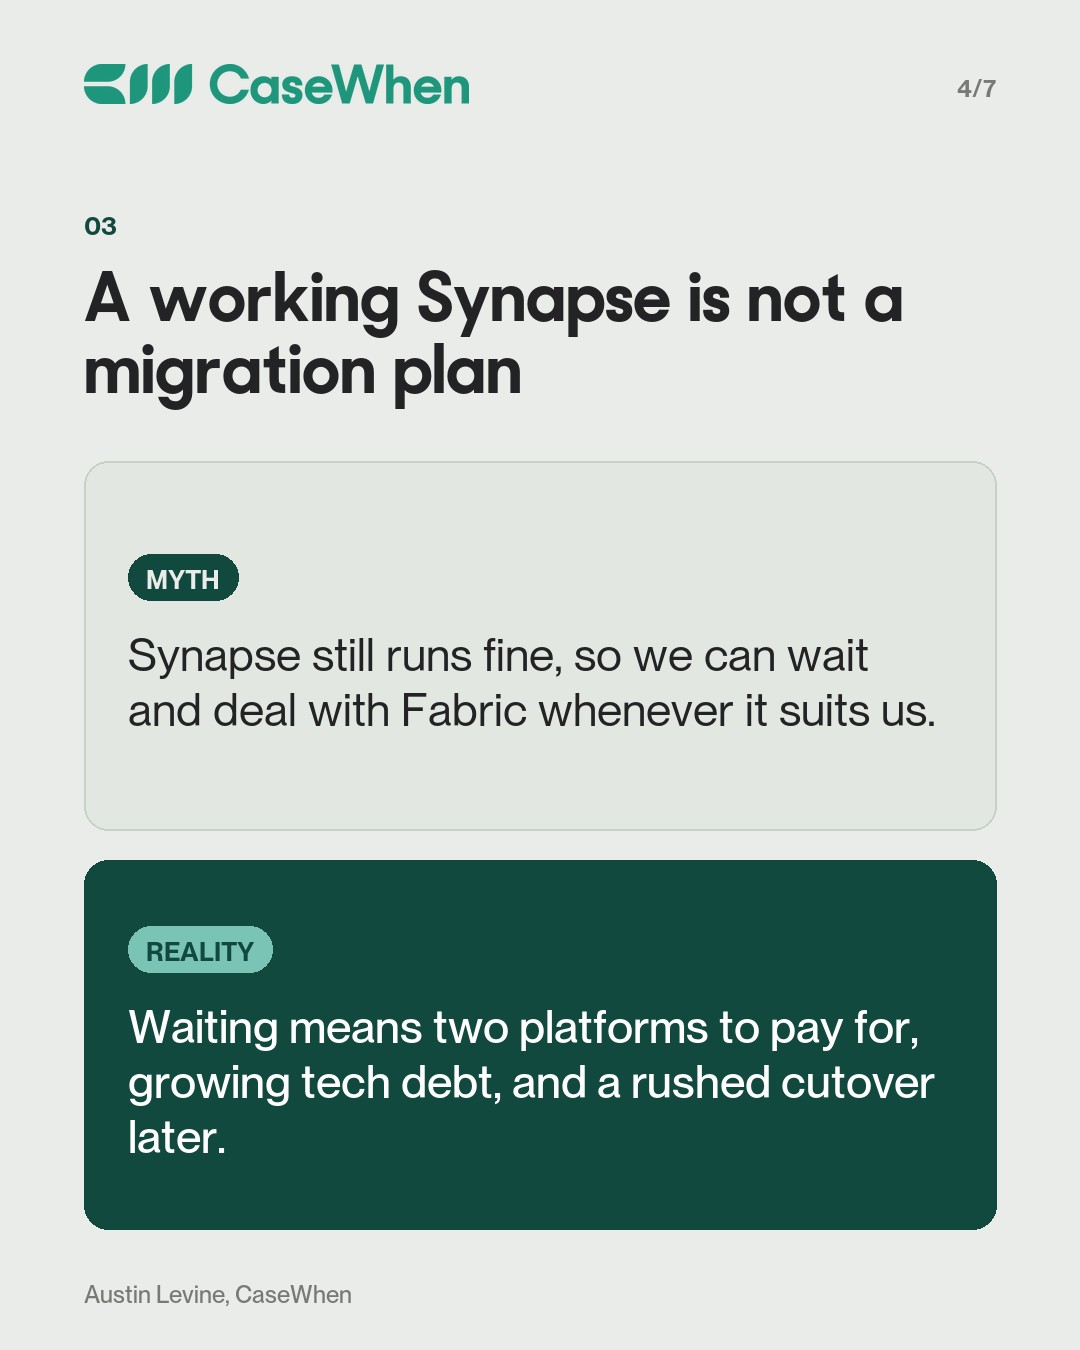 CaseWhen
4/7
03
A working Synapse is not a
migration plan
MYTH
Synapse still runs fine, so we can wait
and deal with Fabric whenever it suits us.
REALITY
Waiting means two platforms to pay for,
growing tech debt, and a rushed cutover
later.
Austin Levine, CaseWhen